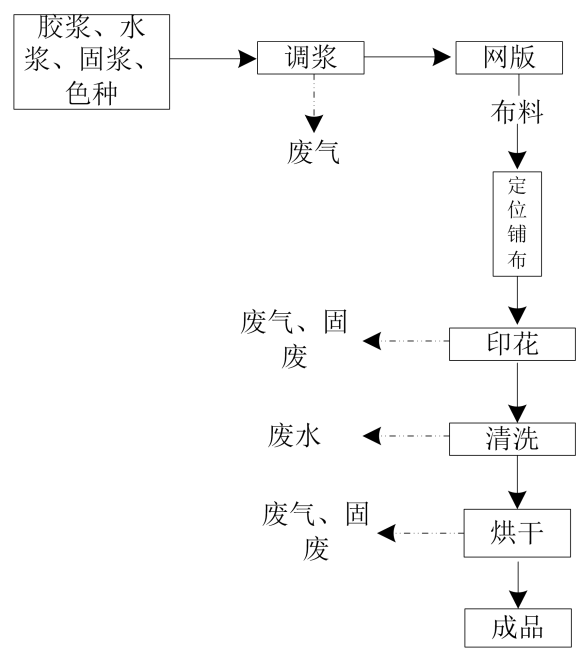 胶浆、水
浆、固浆、
色种
调浆
网版
废气
布料
定
位
铺
布
废气、固
废
印花
废水
清洗
废气、固
废
烘干
成品